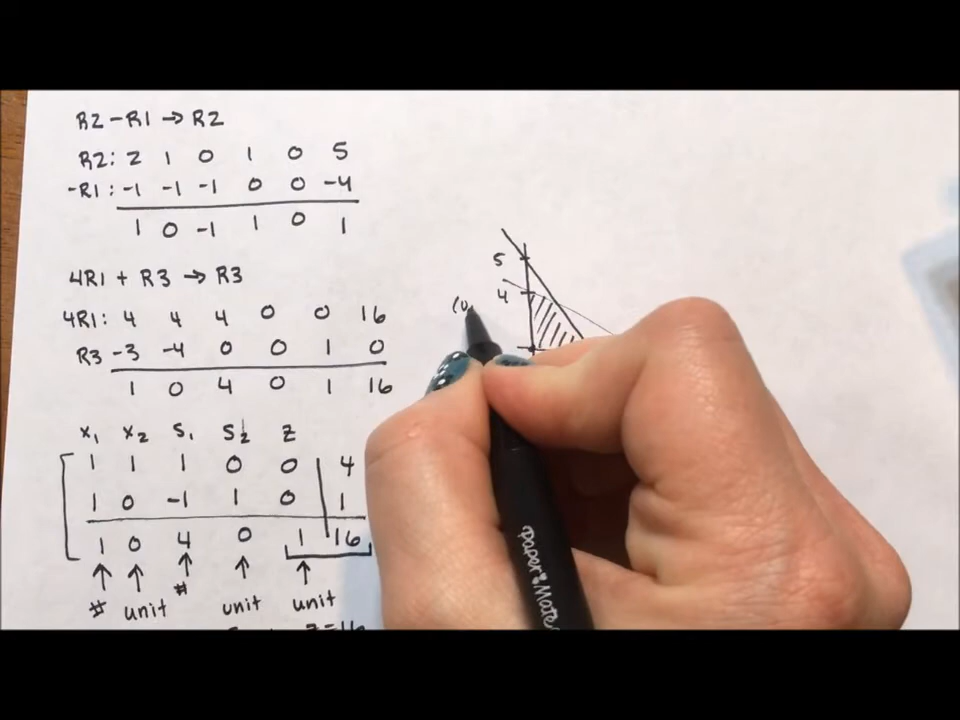 R2 - R1 → R2
R2: 2 1 0 1 0 5
-R1: -1 -1 -1 0 0 -4
1 0 -1 1 0 1
4R1 + R3 → R3
4R1: 4 4 4 0 0 16
R3 -3 -4 0 0 1 0
1 0 4 0 1 16
x₁ x₂ s₁ s₂ z
1 1 1 0 0 4
1 0 -1 1 0 1
1 0 4 0 1 16
# unit # unit unit
5
4
(0,
paper mate